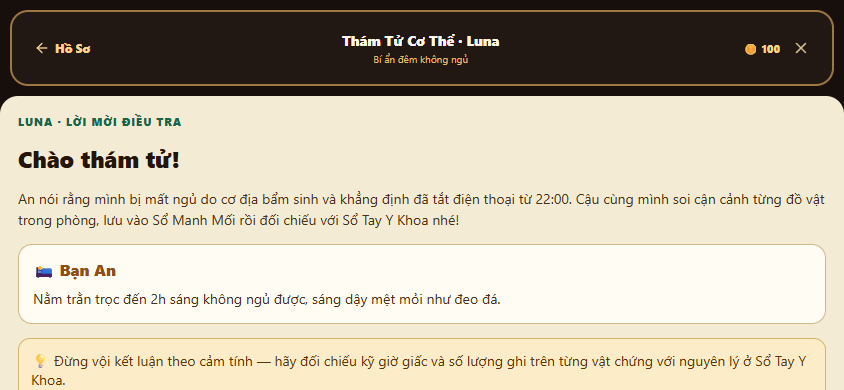 ← Hồ Sơ
Thám Tử Cơ Thể · Luna
Bí ẩn đêm không ngủ
100 ×
LUNA · LỜI MỜI ĐIỀU TRA
Chào thám tử!
An nói rằng mình bị mất ngủ do cơ địa bẩm sinh và khẳng định đã tắt điện thoại từ 22:00. Cậu cùng mình soi cận cảnh từng đồ vật
trong phòng, lưu vào Sổ Manh Mối rồi đối chiếu với Sổ Tay Y Khoa nhé!
Bạn An
Nằm trằn trọc đến 2h sáng không ngủ được, sáng dậy mệt mỏi như đeo đá.
Đừng vội kết luận theo cảm tính — hãy đối chiếu kỹ giờ giấc và số lượng ghi trên từng vật chứng với nguyên lý ở Sổ Tay Y
Khoa.